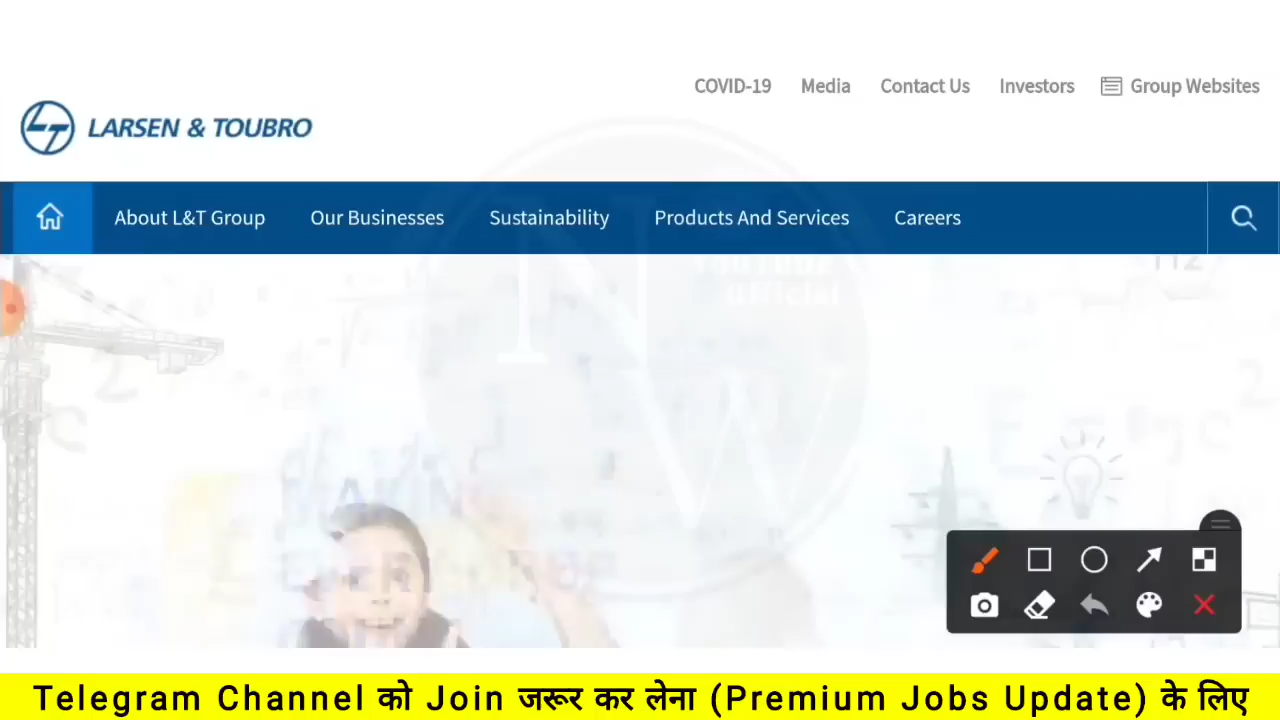 COVID-19 Media Contact Us Investors Group Websites
LARSEN & TOUBRO
About L&T Group Our Businesses Sustainability Products And Services Careers
official
Telegram Channel को Join जरूर कर लेना (Premium Jobs Update) के लिए